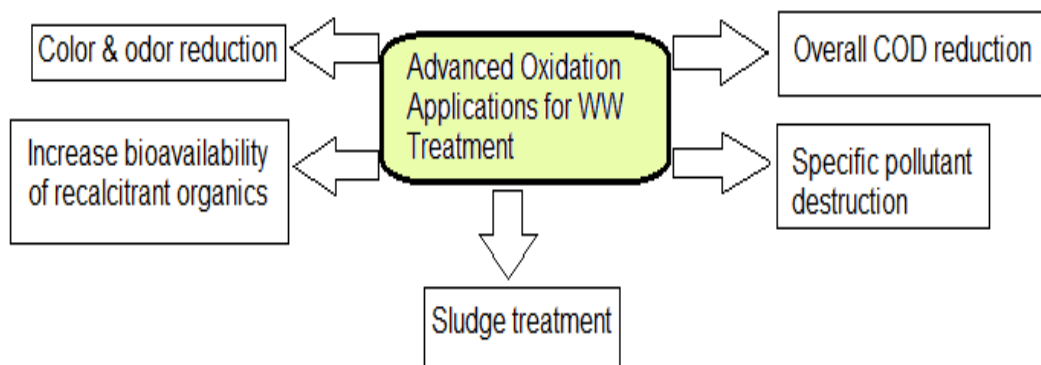 Color & odor reduction
Advanced Oxidation
Applications for WW
Treatment
Overall COD reduction
Increase bioavailability
of recalcitrant organics
Specific pollutant
destruction
Sludge treatment